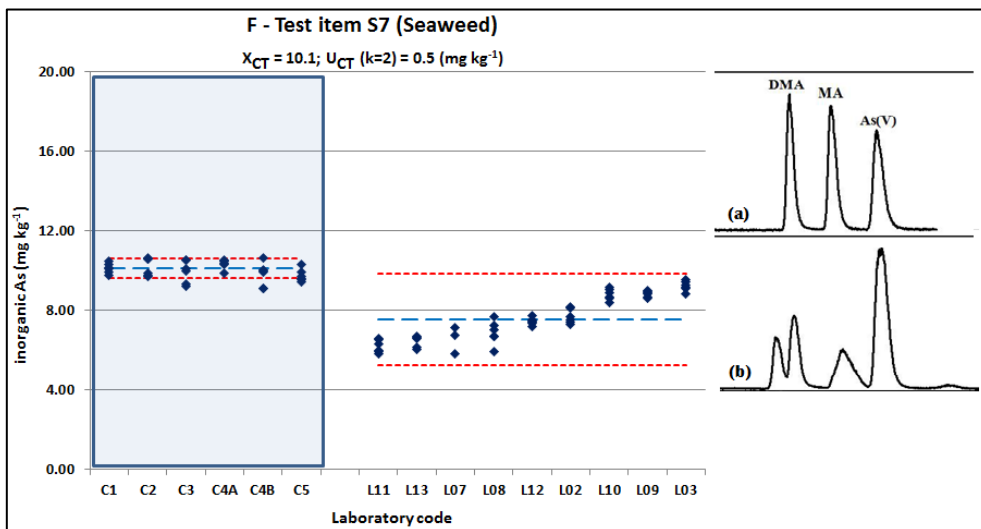 F - Test item S7 (Seaweed)
X_CT = 10.1; U_CT (k=2) = 0.5 (mg kg⁻¹)
inorganic As (mg kg⁻¹)
20.00
16.00
12.00
8.00
4.00
0.00
C1 C2 C3 C4A C4B C5 L11 L13 L07 L08 L12 L02 L10 L09 L03
Laboratory code
DMA MA As(V)
(a)
(b)